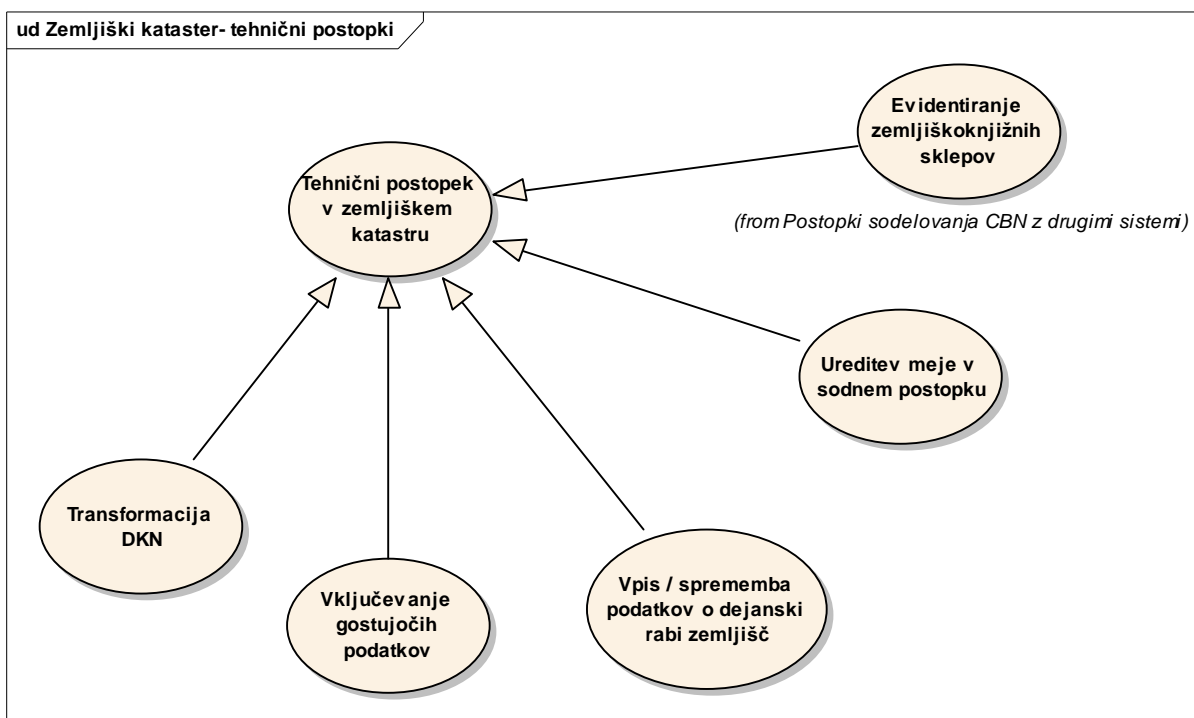 ud Zemljiški kataster- tehnični postopki
Evidentiranje
zemljiškoknjižnih
sklepov
(from Postopki sodelovanja CBN z drugimi sistemi)
Tehnični postopek
v zemljiškem
katastru
Ureditev meje v
sodnem postopku
Transformacija
DKN
Vključevanje
gostujočih
podatkov
Vpis / sprememba
podatkov o dejanski
rabi zemljišč